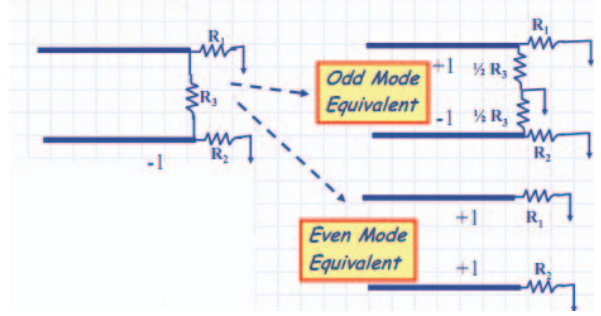 R₁
R₃
R₂
-1
Odd Mode
Equivalent
R₁
+1
½ R₃
-1
½ R₃
R₂
+1
R₁
Even Mode
Equivalent
+1
R₂